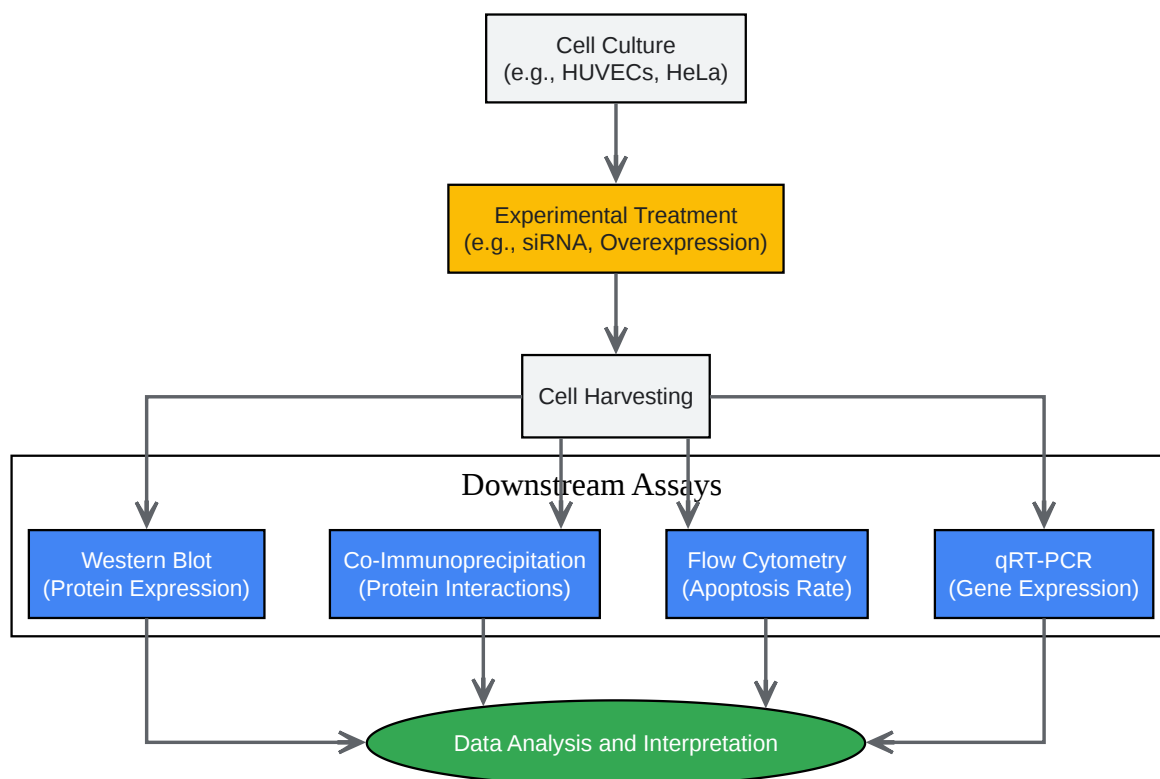 Cell Culture
(e.g., HUVECs, HeLa)
Experimental Treatment
(e.g., siRNA, Overexpression)
Cell Harvesting
Downstream Assays
Western Blot
(Protein Expression)
Co-Immunoprecipitation
(Protein Interactions)
Flow Cytometry
(Apoptosis Rate)
qRT-PCR
(Gene Expression)
Data Analysis and Interpretation